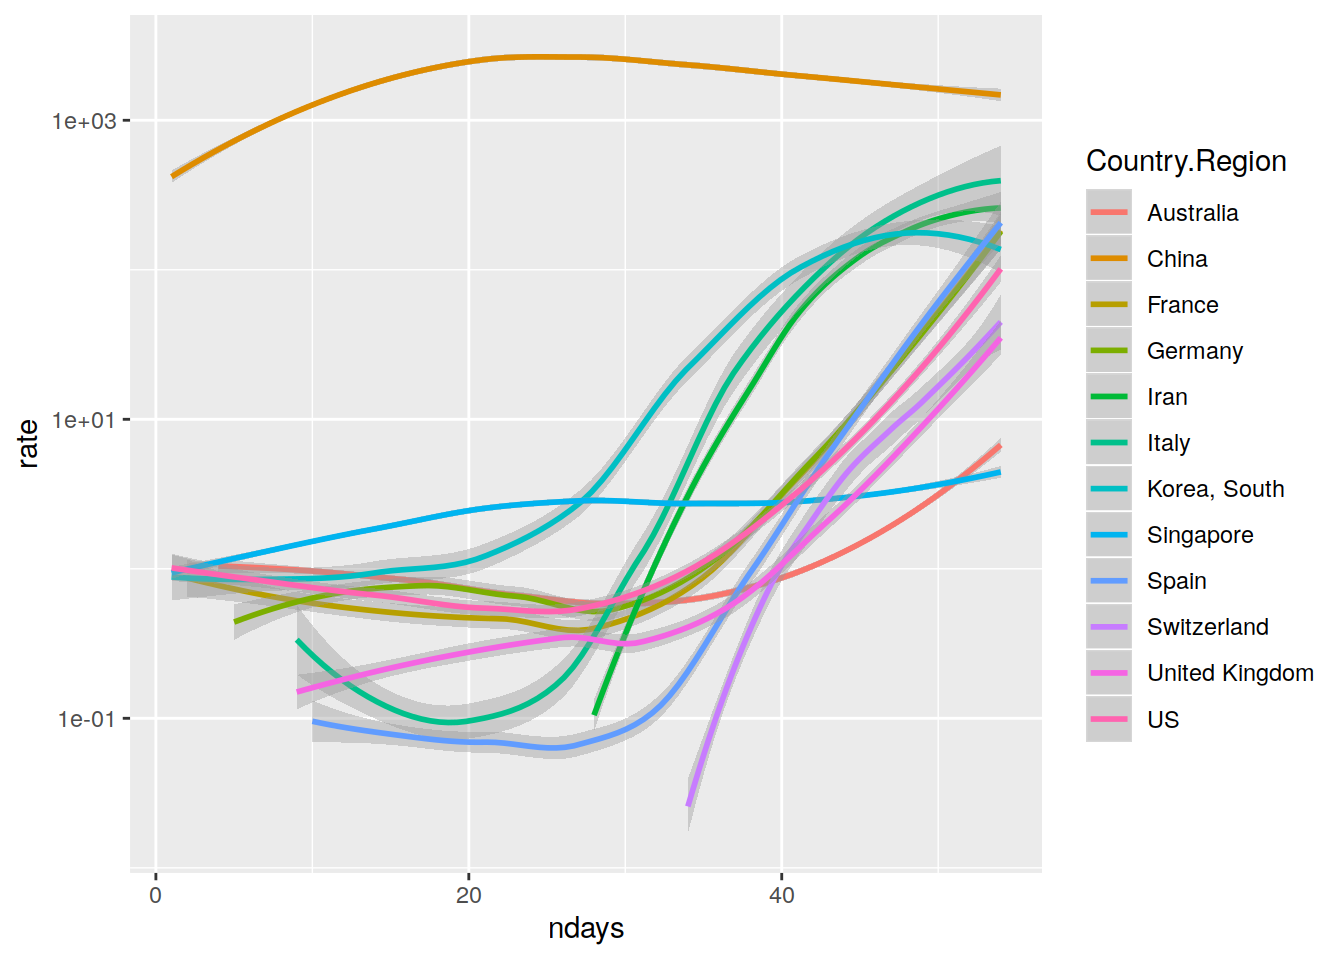 1e+03
1e+01
1e-01
rate
0
20
40
ndays
Country.Region
Australia
China
France
Germany
Iran
Italy
Korea, South
Singapore
Spain
Switzerland
United Kingdom
US